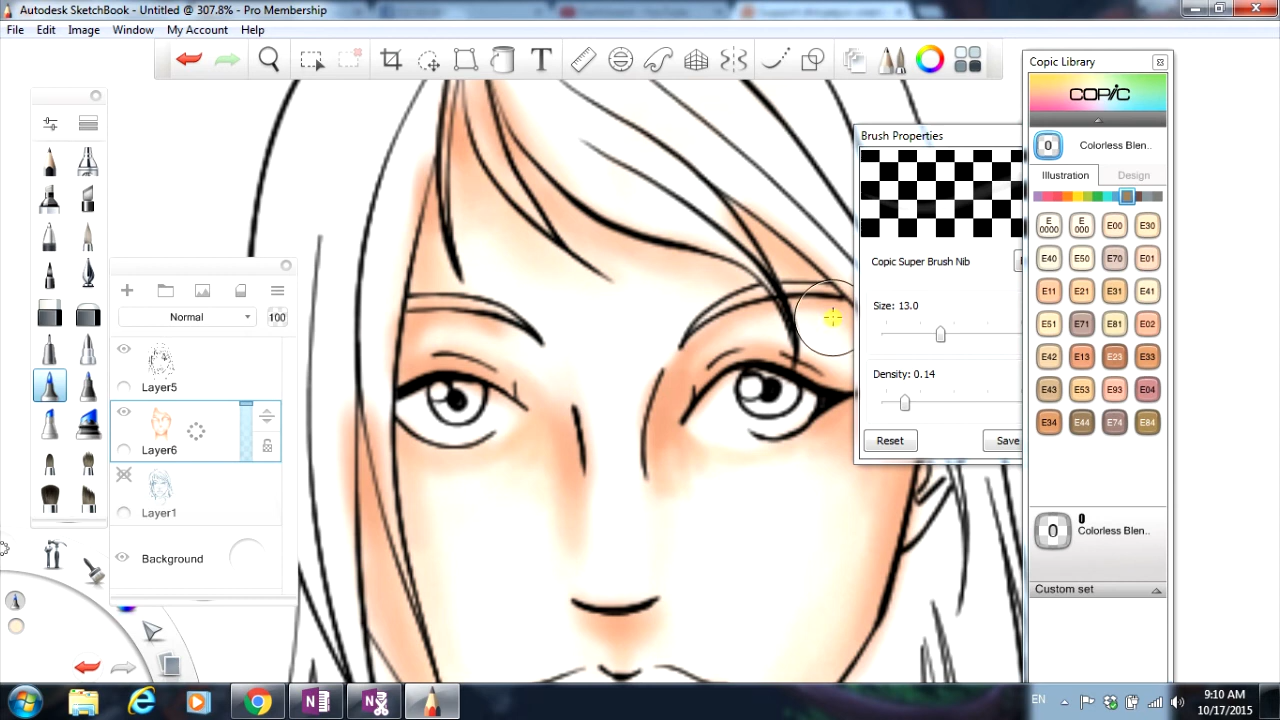 Autodesk SketchBook - Untitled @ 307.8% - Pro Membership
File Edit Image Window My Account Help
T
Copic Library
COPIC
0 Colorless Blen..
Illustration Design
E0000 E000 E00 E30
E40 E50 E70 E01
E11 E21 E31 E41
E51 E71 E81 E02
E42 E13 E23 E33
E43 E53 E93 E04
E34 E44 E74 E84
0 0
Colorless Blen..
Custom set
Brush Properties
Copic Super Brush Nib
Size: 13.0
Density: 0.14
Reset Save
Normal 100
Layer5
Layer6
Layer1
Background
EN
9:10 AM
10/17/2015